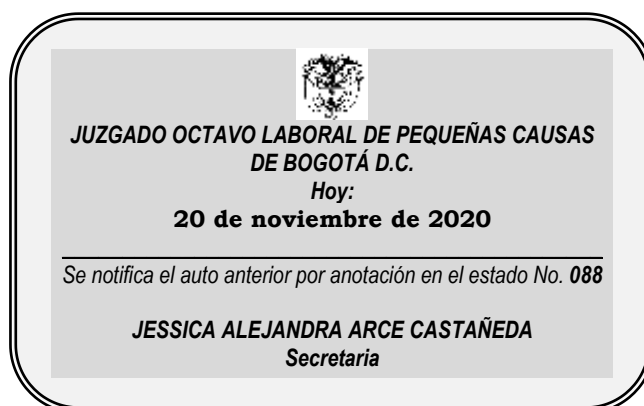 JUZGADO OCTAVO LABORAL DE PEQUEÑAS CAUSAS
DE BOGOTÁ D.C.
Hoy:
20 de noviembre de 2020
Se notifica el auto anterior por anotación en el estado No. 088
JESSICA ALEJANDRA ARCE CASTAÑEDA
Secretaria